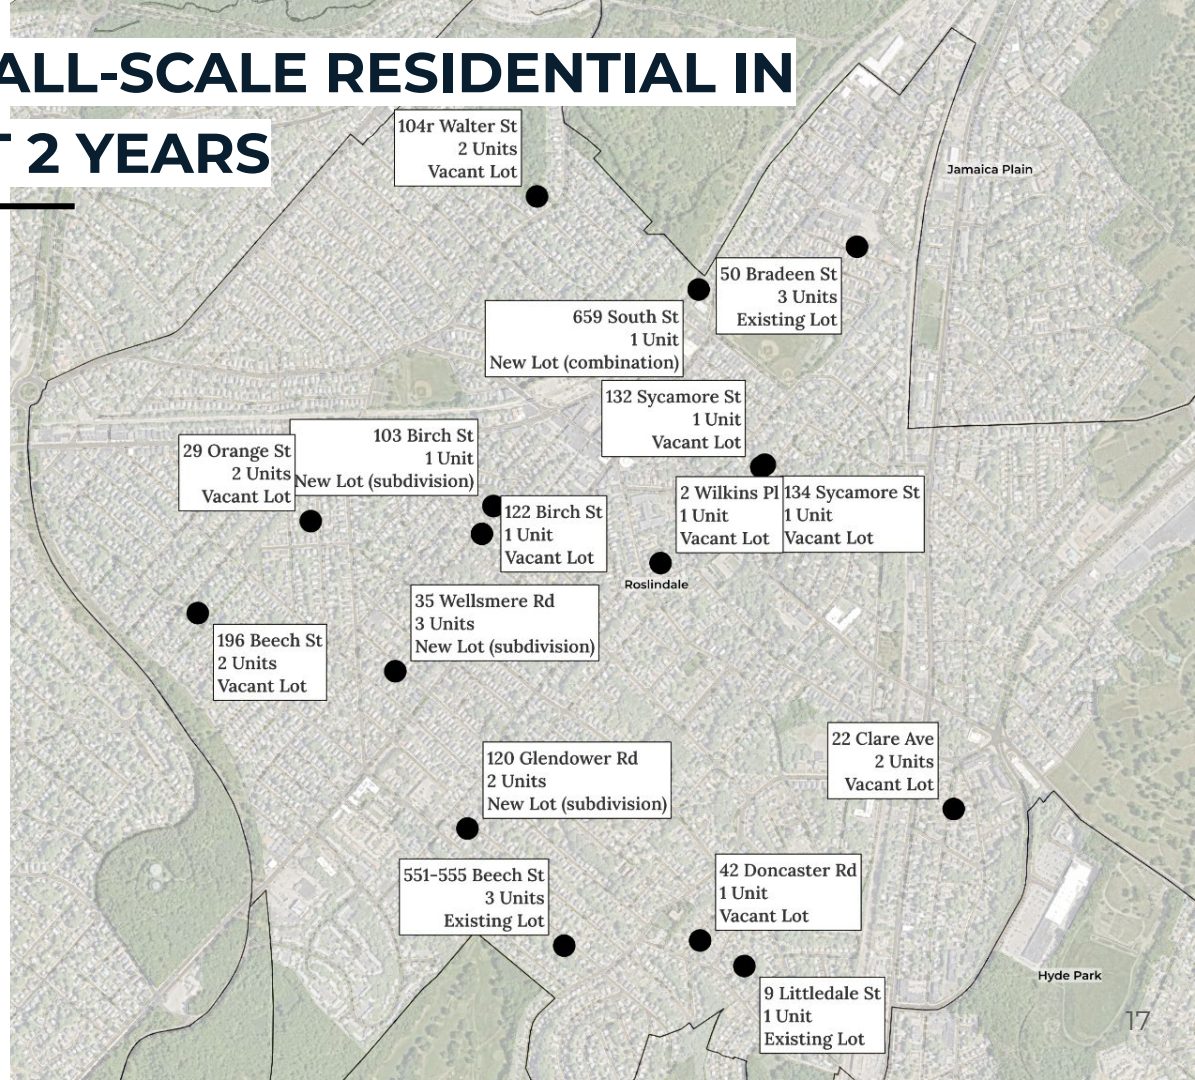 ALL-SCALE RESIDENTIAL IN
T 2 YEARS
104r Walter St
2 Units
Vacant Lot
Jamaica Plain
50 Bradeen St
3 Units
Existing Lot
659 South St
1 Unit
New Lot (combination)
132 Sycamore St
1 Unit
Vacant Lot
103 Birch St
1 Unit
New Lot (subdivision)
29 Orange St
2 Units
Vacant Lot
2 Wilkins Pl
1 Unit
Vacant Lot
134 Sycamore St
1 Unit
Vacant Lot
122 Birch St
1 Unit
Vacant Lot
Roslindale
35 Wellsmere Rd
3 Units
New Lot (subdivision)
196 Beech St
2 Units
Vacant Lot
22 Clare Ave
2 Units
Vacant Lot
120 Glendower Rd
2 Units
New Lot (subdivision)
551-555 Beech St
3 Units
Existing Lot
42 Doncaster Rd
1 Unit
Vacant Lot
Hyde Park
9 Littledale St
1 Unit
Existing Lot
17